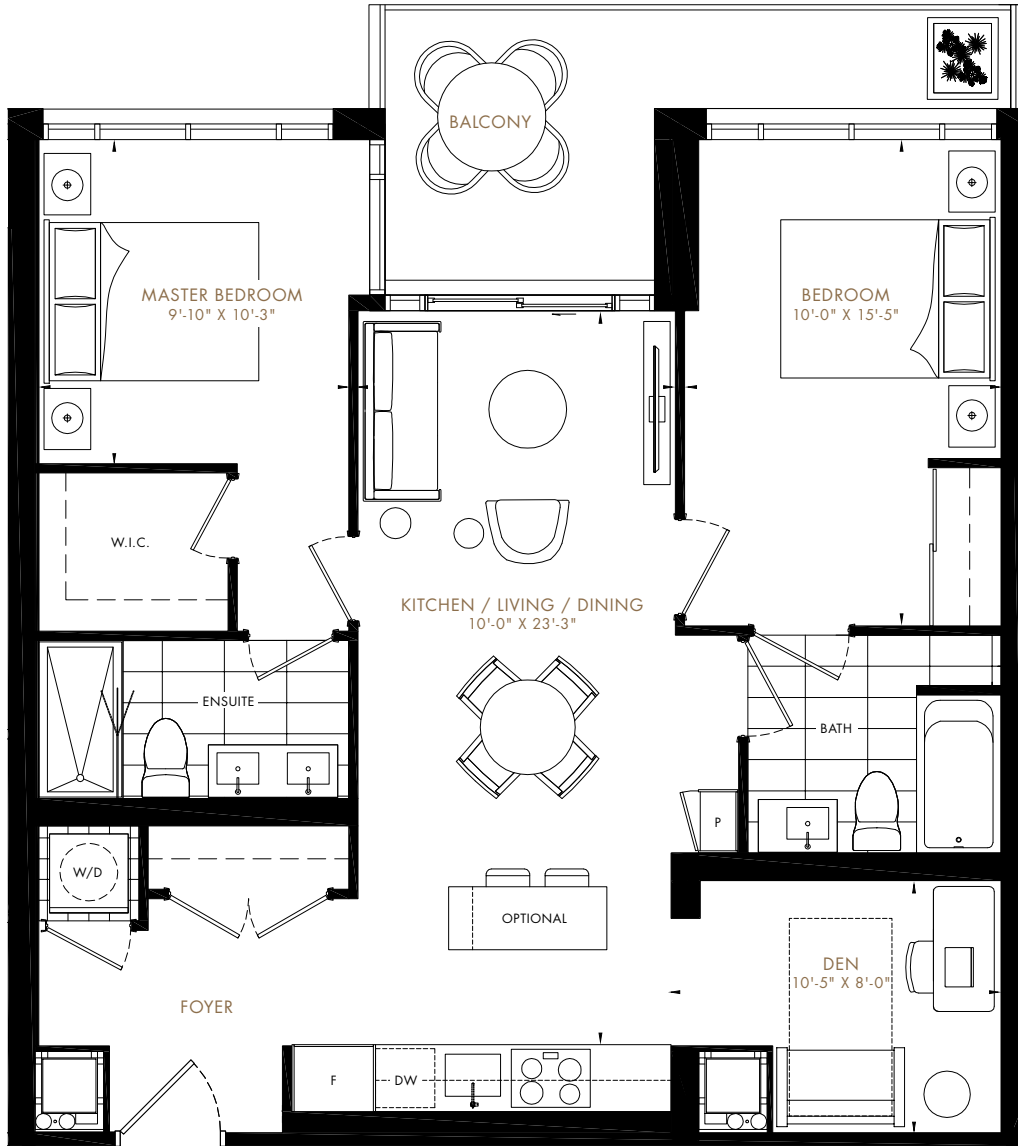 BALCONY
MASTER BEDROOM
9'-10" X 10'-3"
BEDROOM
10'-0" X 15'-5"
W.I.C.
KITCHEN / LIVING / DINING
10'-0" X 23'-3"
ENSUITE
BATH
P
W/D
OPTIONAL
DEN
10'-5" X 8'-0"
FOYER
F
DW